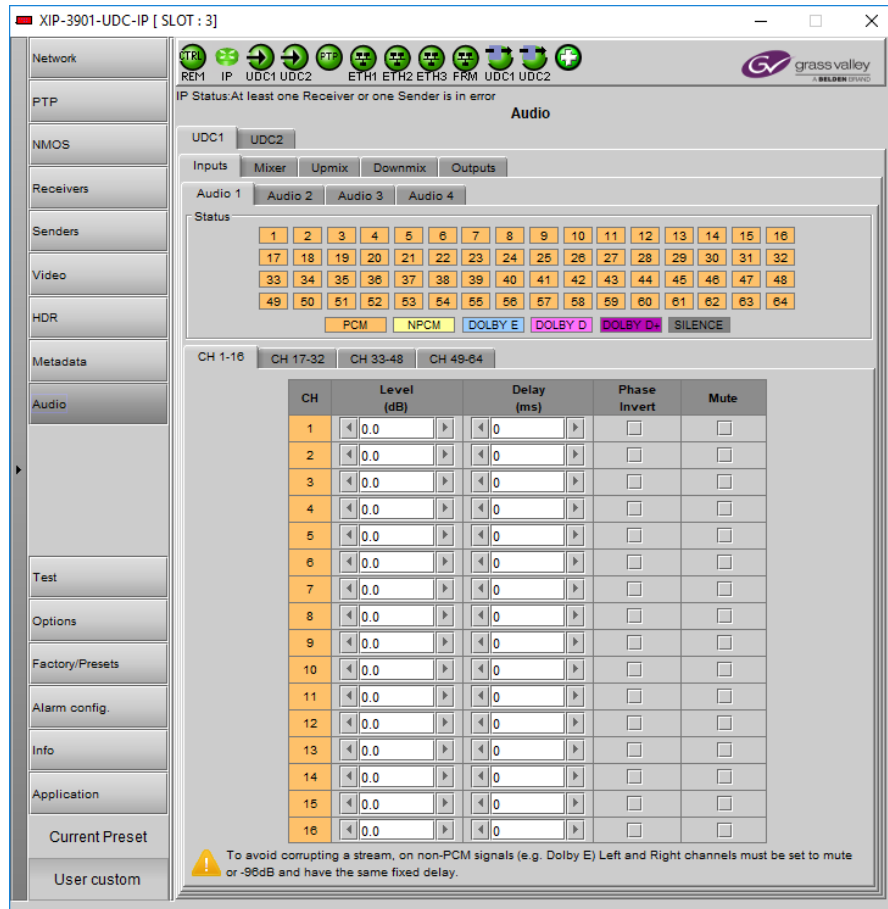 XIP-3901-UDC-IP [ SLOT : 3]
Network
PTP
NMOS
Receivers
Senders
Video
HDR
Metadata
Audio
Test
Options
Factory/Presets
Alarm config.
Info
Application
Current Preset
User custom
CTRL PTP
REM IP UDC1 UDC2 ETH1 ETH2 ETH3 FRM UDC1 UDC2
GV grass valley
A BELDEN BRAND
IP Status:At least one Receiver or one Sender is in error
Audio
UDC1 UDC2
Inputs Mixer Upmix Downmix Outputs
Audio 1 Audio 2 Audio 3 Audio 4
Status
1 2 3 4 5 6 7 8 9 10 11 12 13 14 15 16
17 18 19 20 21 22 23 24 25 26 27 28 29 30 31 32
33 34 35 36 37 38 39 40 41 42 43 44 45 46 47 48
49 50 51 52 53 54 55 56 57 58 59 60 61 62 63 64
PCM NPCM DOLBY E DOLBY D DOLBY D+ SILENCE
CH 1-16 CH 17-32 CH 33-48 CH 49-64
CH Level (dB) Delay (ms) Phase Invert Mute
1 0.0 0
2 0.0 0
3 0.0 0
4 0.0 0
5 0.0 0
6 0.0 0
7 0.0 0
8 0.0 0
9 0.0 0
10 0.0 0
11 0.0 0
12 0.0 0
13 0.0 0
14 0.0 0
15 0.0 0
16 0.0 0
To avoid corrupting a stream, on non-PCM signals (e.g. Dolby E) Left and Right channels must be set to mute
or -96dB and have the same fixed delay.